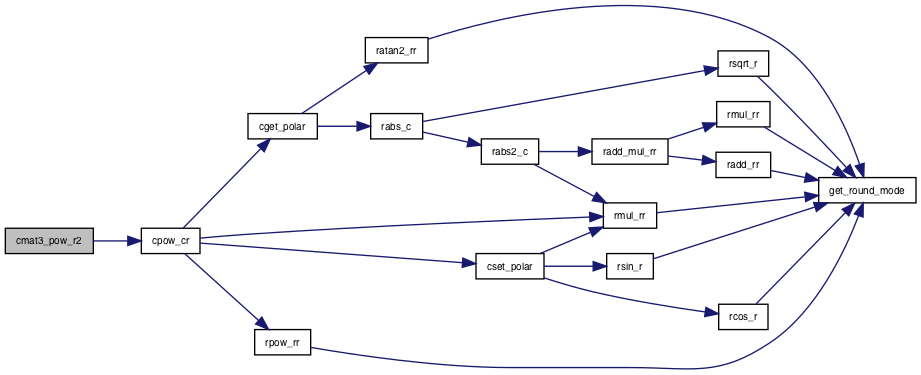 cmat3_pow_r2
cpow_cr
cget_polar
ratan2_rr
rabs_c
rsqrt_r
rabs2_c
radd_mul_rr
rmul_rr
radd_rr
get_round_mode
rmul_rr
cset_polar
rsin_r
rcos_r
rpow_rr